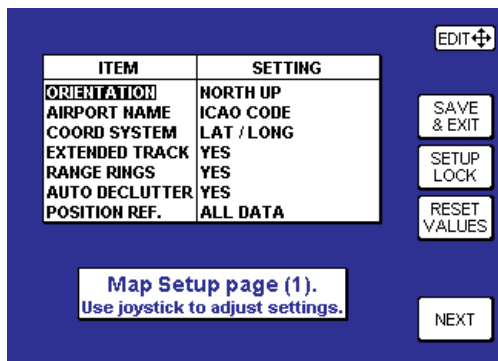 EDIT
ITEM SETTING
ORIENTATION NORTH UP
AIRPORT NAME ICAO CODE
COORD SYSTEM LAT / LONG
EXTENDED TRACK YES
RANGE RINGS YES
AUTO DECLUTTER YES
POSITION REF. ALL DATA
SAVE
& EXIT
SETUP
LOCK
RESET
VALUES
Map Setup page (1).
Use joystick to adjust settings.
NEXT